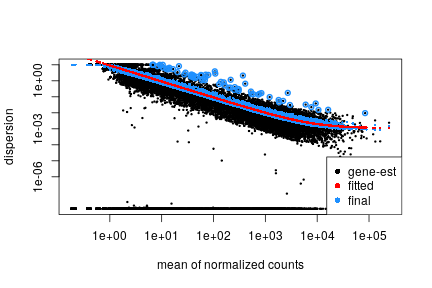 dispersion
1e+00
1e-03
1e-06
gene-est
fitted
final
1e+00
1e+01
1e+02
1e+03
1e+04
1e+05
mean of normalized counts